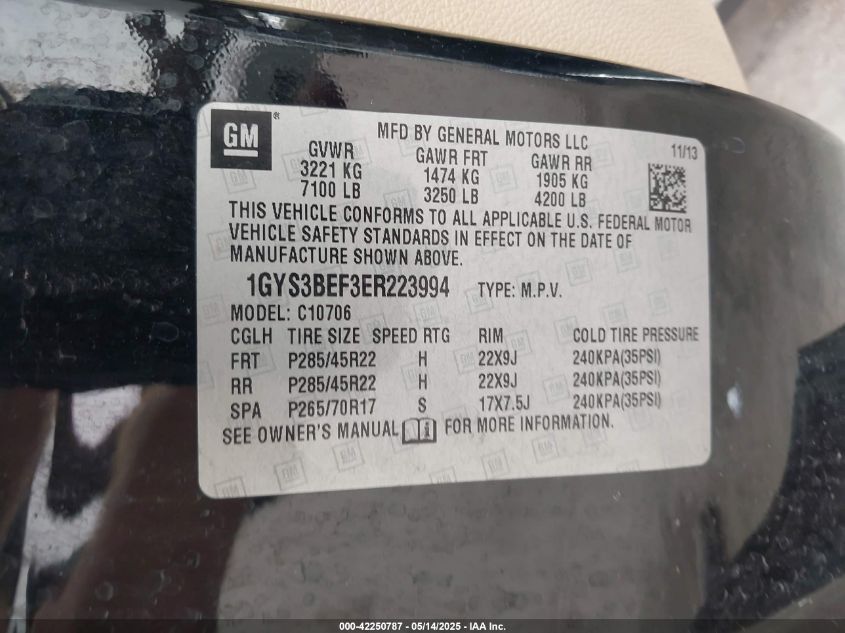 GM ®
MFD BY GENERAL MOTORS LLC
11/13
GVWR GAWR FRT GAWR RR
3221 KG 1474 KG 1905 KG
7100 LB 3250 LB 4200 LB
THIS VEHICLE CONFORMS TO ALL APPLICABLE U.S. FEDERAL MOTOR
VEHICLE SAFETY STANDARDS IN EFFECT ON THE DATE OF
MANUFACTURE SHOWN ABOVE.
1GYS3BEF3ER223994 TYPE: M.P.V.
MODEL: C10706
CGLH TIRE SIZE SPEED RTG RIM COLD TIRE PRESSURE
FRT P285/45R22 H 22X9J 240KPA(35PSI)
RR P285/45R22 H 22X9J 240KPA(35PSI)
SPA P265/70R17 S 17X7.5J 240KPA(35PSI)
SEE OWNER'S MANUAL FOR MORE INFORMATION.
000-42250787 - 05/14/2025 - IAA Inc.